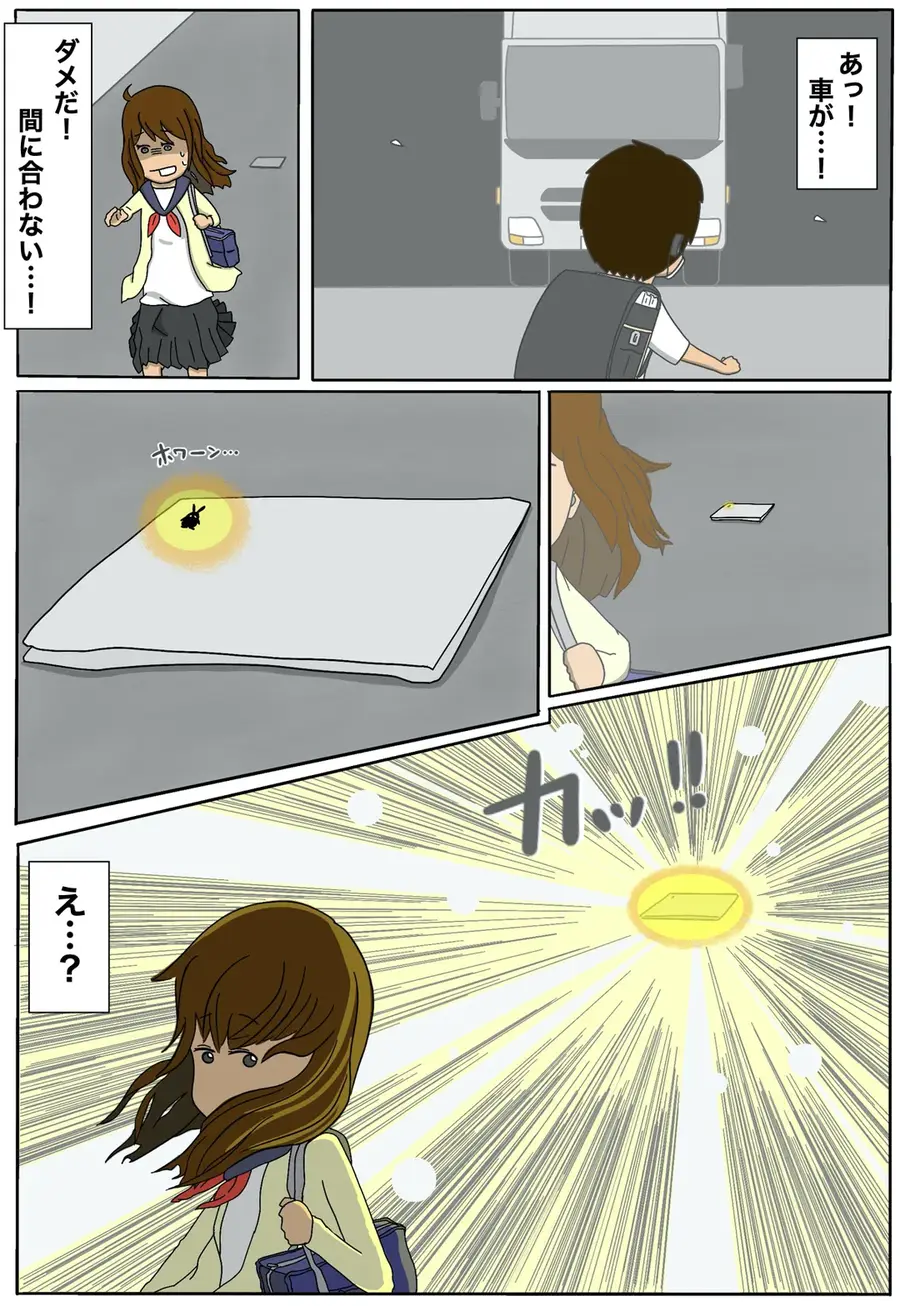 あっ！
車が…！
ダメだ！
間に合わない…！
ホワーン…
カッ!!
え…？